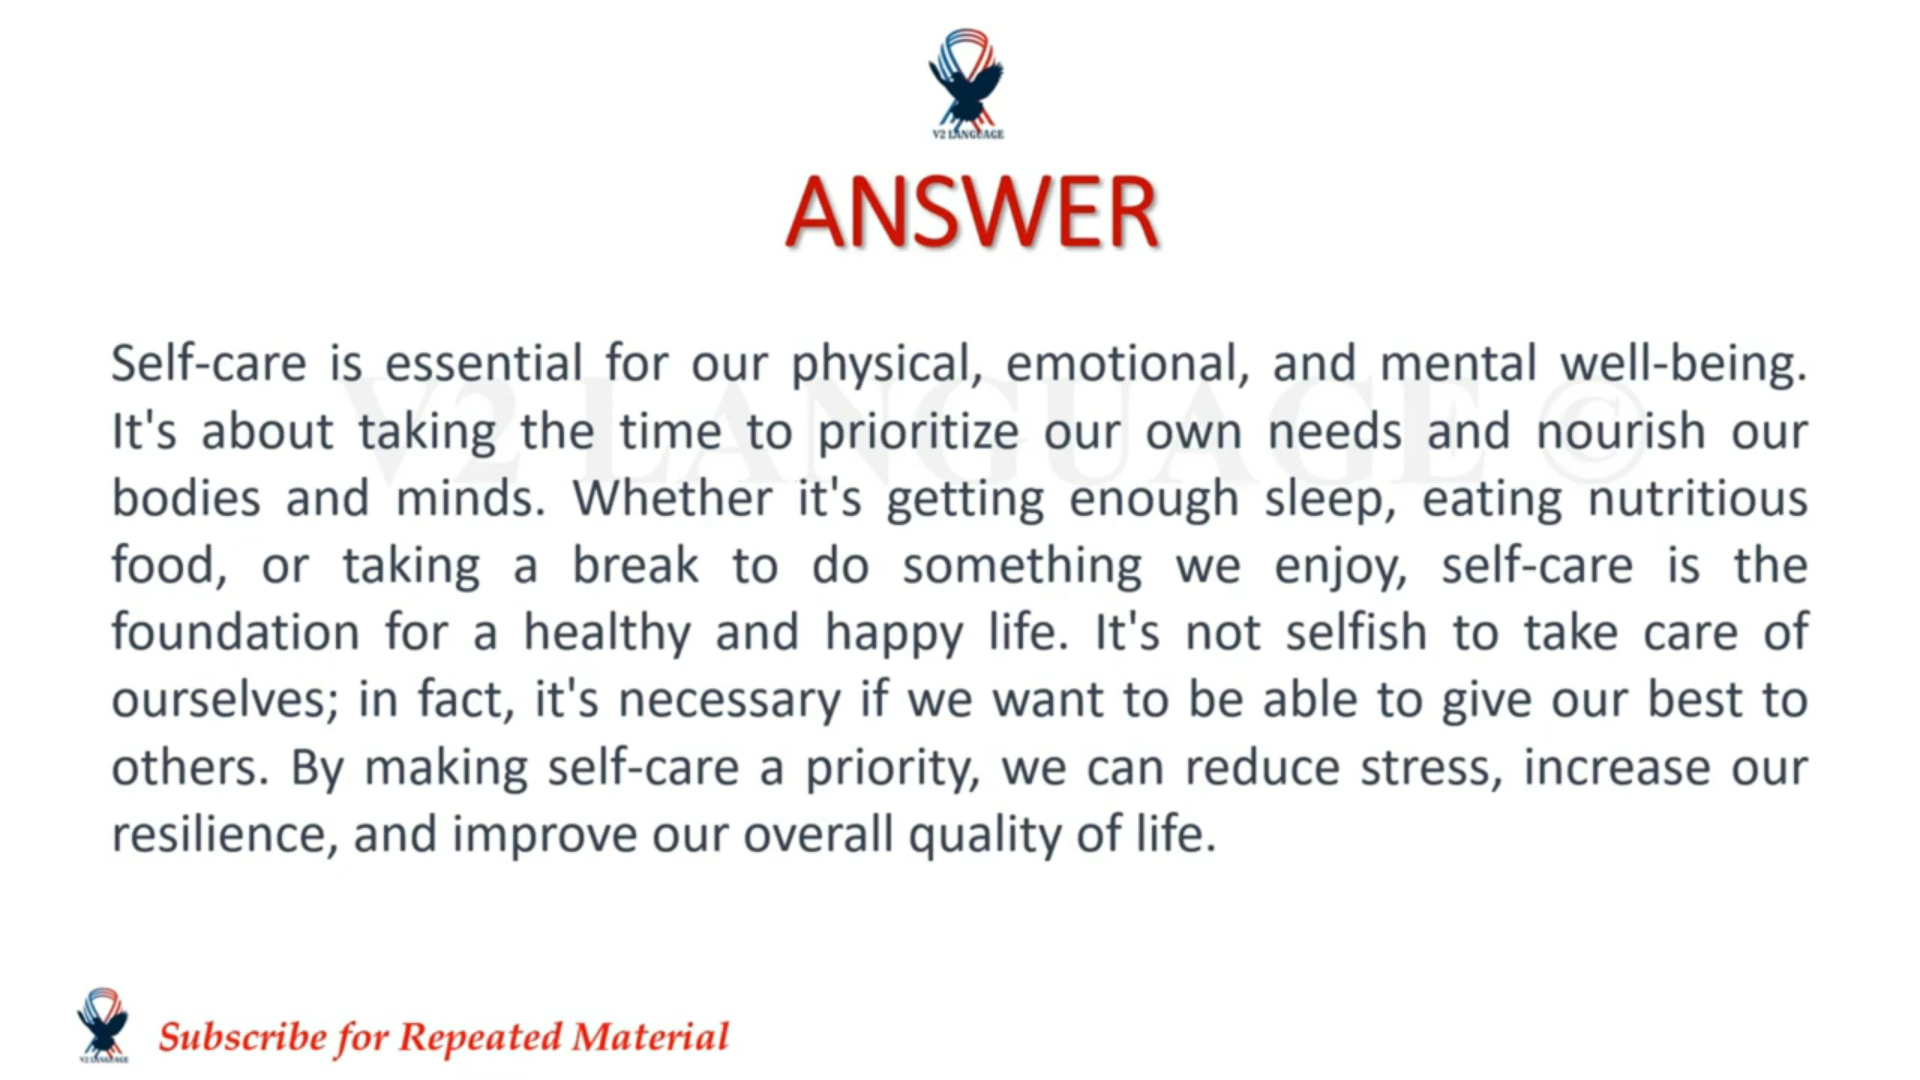 V2 LANGUAGE
ANSWER
Self-care is essential for our physical, emotional, and mental well-being.
It's about taking the time to prioritize our own needs and nourish our
bodies and minds. Whether it's getting enough sleep, eating nutritious
food, or taking a break to do something we enjoy, self-care is the
foundation for a healthy and happy life. It's not selfish to take care of
ourselves; in fact, it's necessary if we want to be able to give our best to
others. By making self-care a priority, we can reduce stress, increase our
resilience, and improve our overall quality of life.
V2 LANGUAGE ©
V2 LANGUAGE
Subscribe for Repeated Material